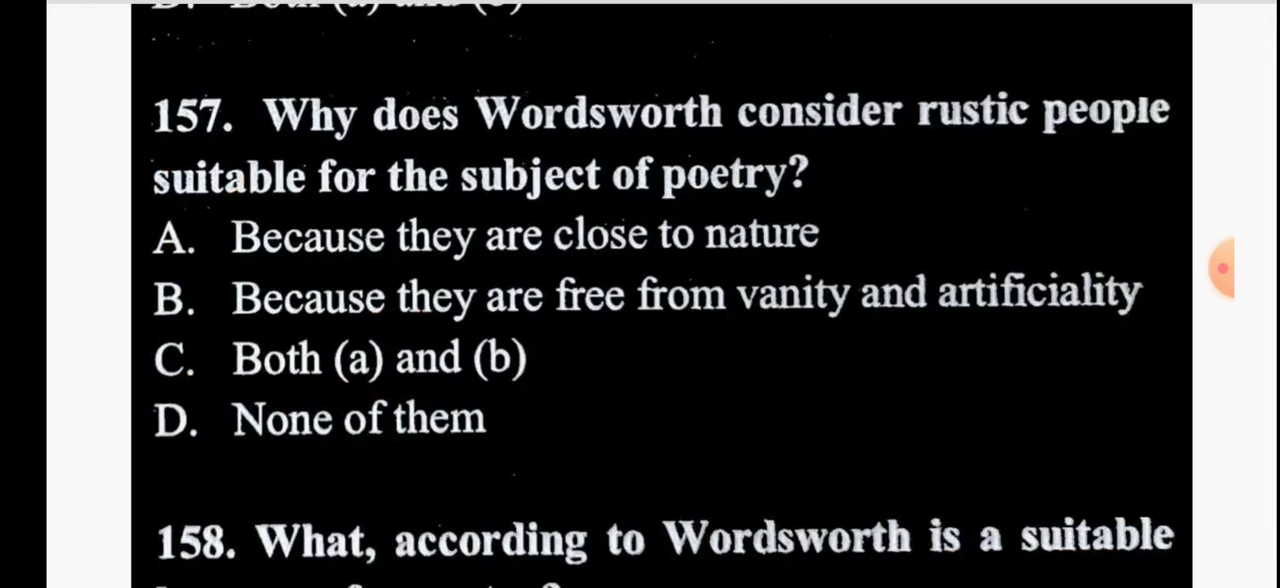 157. Why does Wordsworth consider rustic people
suitable for the subject of poetry?
A. Because they are close to nature
B. Because they are free from vanity and artificiality
C. Both (a) and (b)
D. None of them
158. What, according to Wordsworth is a suitable